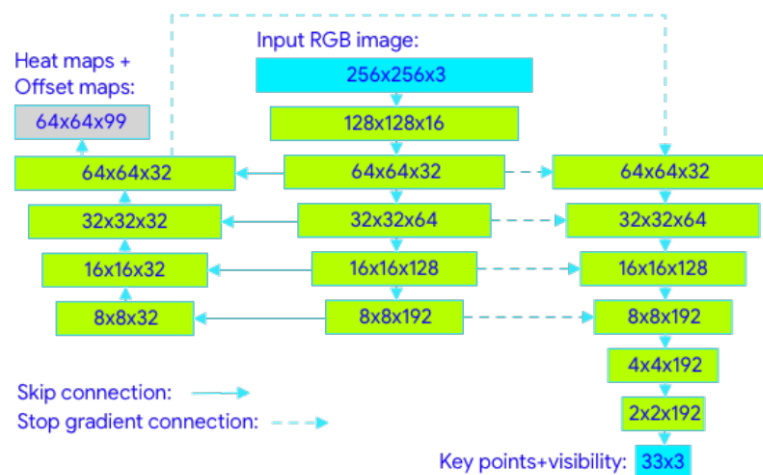 Input RGB image:
Heat maps +
Offset maps:
256x256x3
64x64x99
128x128x16
64x64x32
64x64x32
64x64x32
32x32x32
32x32x64
32x32x64
16x16x32
16x16x128
16x16x128
8x8x32
8x8x192
8x8x192
4x4x192
Skip connection:
2x2x192
Stop gradient connection:
Key points+visibility: 33x3